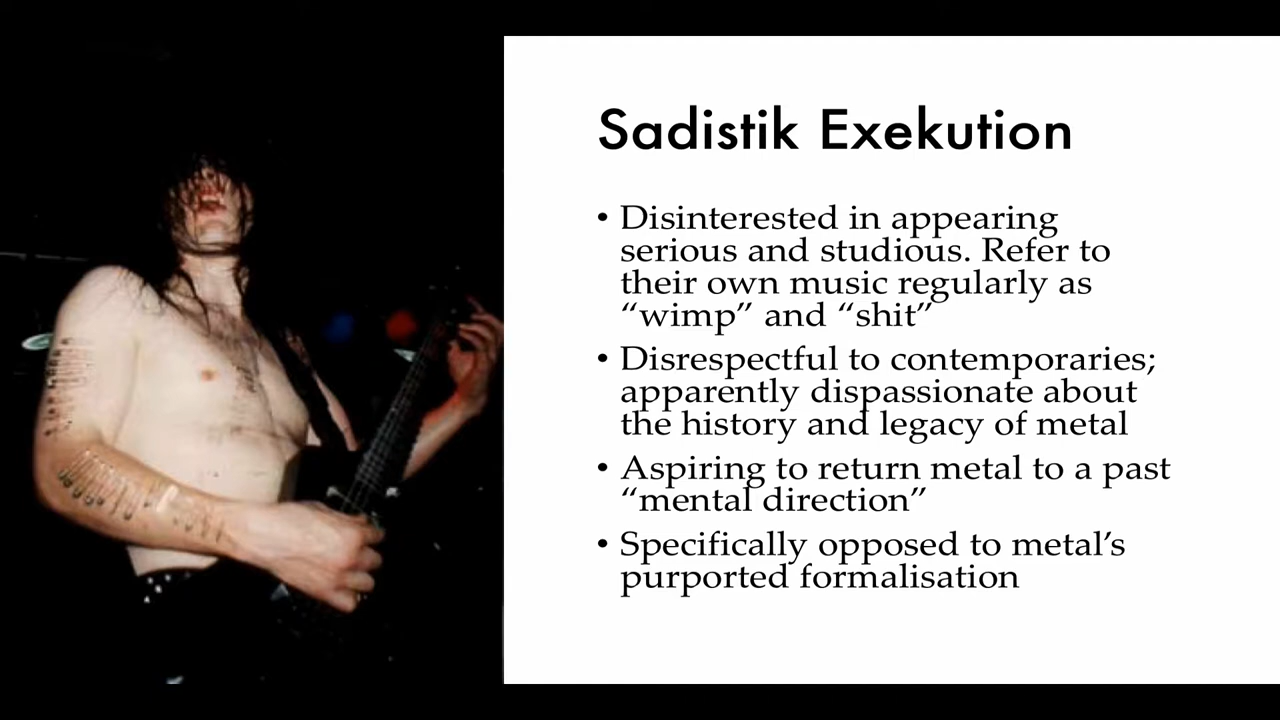 Sadistik Exekution
• Disinterested in appearing
serious and studious. Refer to
their own music regularly as
“wimp” and “shit”
• Disrespectful to contemporaries;
apparently dispassionate about
the history and legacy of metal
• Aspiring to return metal to a past
“mental direction”
• Specifically opposed to metal’s
purported formalisation